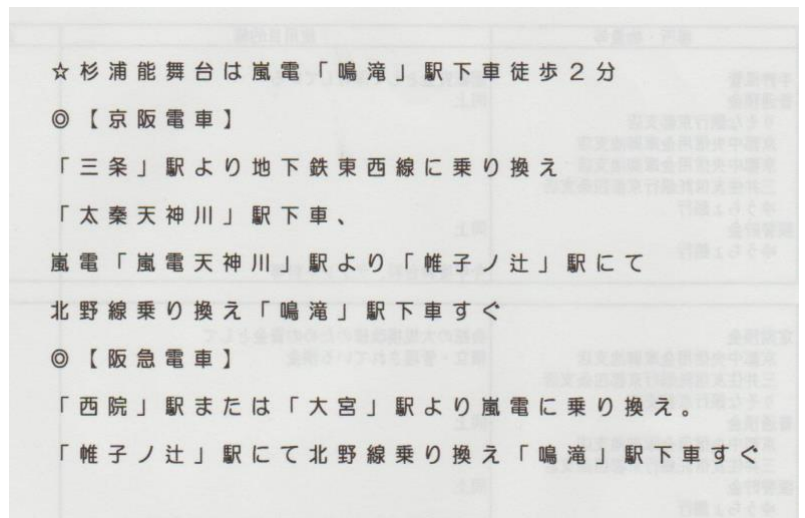 ☆杉浦能舞台は嵐電「鳴滝」駅下車徒歩２分
◎【京阪電車】
「三条」駅より地下鉄東西線に乗り換え
「太秦天神川」駅下車、
嵐電「嵐電天神川」駅より「帷子ノ辻」駅にて
北野線乗り換え「鳴滝」駅下車すぐ
◎【阪急電車】
「西院」駅または「大宮」駅より嵐電に乗り換え。
「帷子ノ辻」駅にて北野線乗り換え「鳴滝」駅下車すぐ